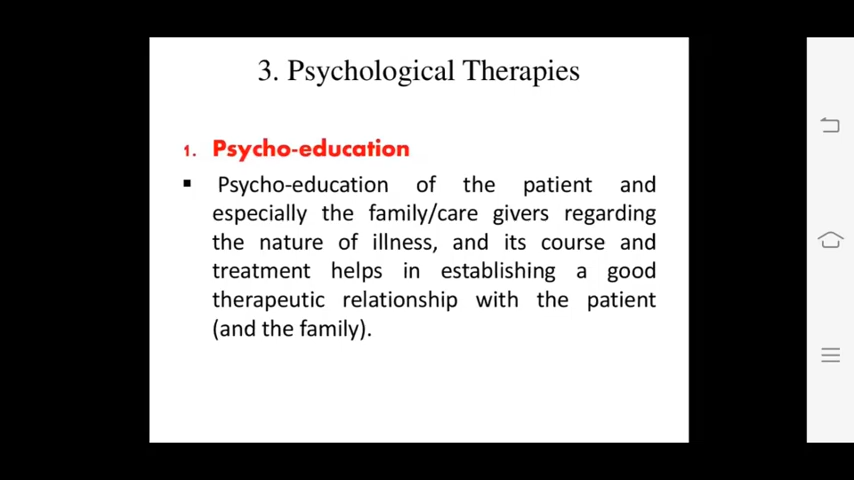 3. Psychological Therapies
1. Psycho-education
▪ Psycho-education of the patient and
especially the family/care givers regarding
the nature of illness, and its course and
treatment helps in establishing a good
therapeutic relationship with the patient
(and the family).